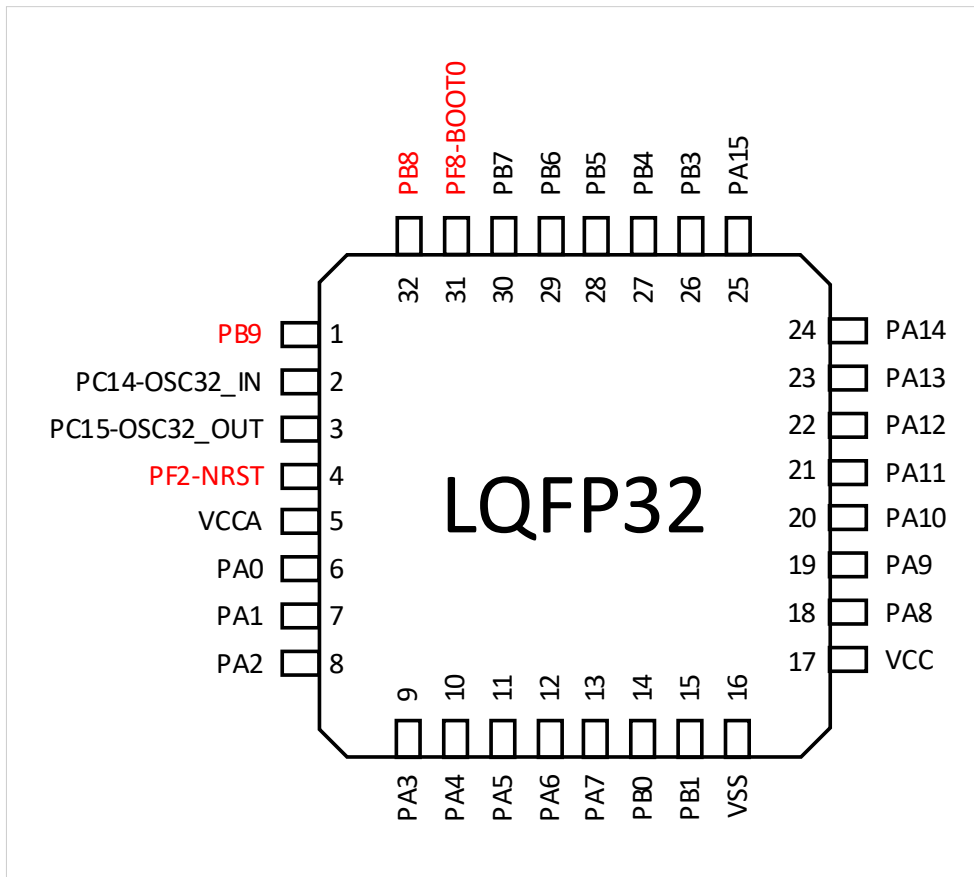 PB8
PF8-BOOT0
PB7
PB6
PB5
PB4
PB3
PA15
32
31
30
29
28
27
26
25
PB9 1
PC14-OSC32_IN 2
PC15-OSC32_OUT 3
PF2-NRST 4
VCCA 5
PA0 6
PA1 7
PA2 8
LQFP32
24 PA14
23 PA13
22 PA12
21 PA11
20 PA10
19 PA9
18 PA8
17 VCC
9
10
11
12
13
14
15
16
PA3
PA4
PA5
PA6
PA7
PB0
PB1
VSS